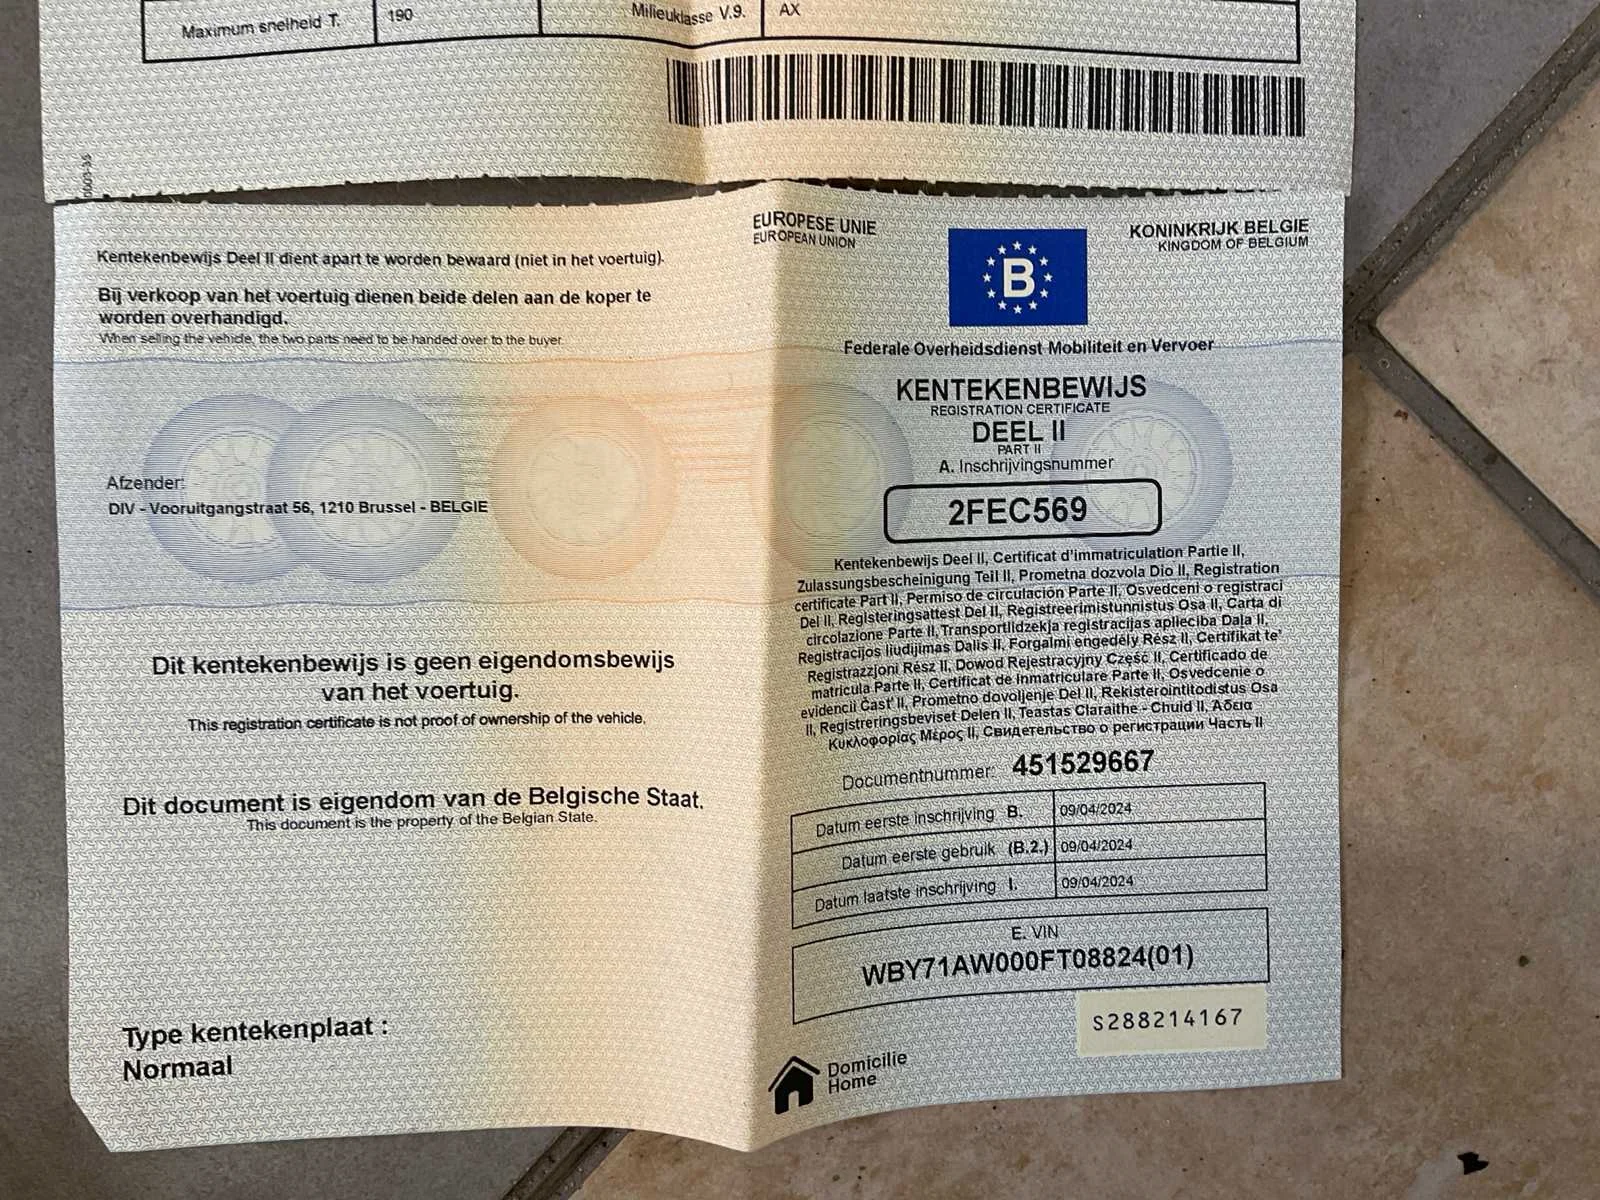 Maximum snelheid T.
190
Milieuklasse V.9.
AX
EUROPESE UNIE
EUROPEAN UNION
B
KONINKRIJK BELGIE
KINGDOM OF BELGIUM
Kentekenbewijs Deel II dient apart te worden bewaard (niet in het voertuig).
Bij verkoop van het voertuig dienen beide delen aan de koper te
worden overhandigd.
When selling the vehicle, the two parts need to be handed over to the buyer.
Afzender:
DIV - Vooruitgangstraat 56, 1210 Brussel - BELGIE
Dit kentekenbewijs is geen eigendomsbewijs
van het voertuig.
This registration certificate is not proof of ownership of the vehicle.
Dit document is eigendom van de Belgische Staat.
This document is the property of the Belgian State.
Type kentekenplaat :
Normaal
Federale Overheidsdienst Mobiliteit en Vervoer
KENTEKENBEWIJS
REGISTRATION CERTIFICATE
DEEL II
PART II
A. Inschrijvingsnummer
2FEC569
Kentekenbewijs Deel II, Certificat d'immatriculation Partie II,
Zulassungsbescheinigung Teil II, Prometna dozvola Dio II, Registration
certificate Part II, Permiso de circulación Parte II, Osvedceni o registraci
Del II, Registeringsattest Del II, Registreerimistunnistus Osa II, Carta di
circolazione Parte II, Transportlidzekja registracijas aplieciba Daļa II,
Registracijos liudijimas Dalis II, Forgalmi engedély Rész II, Certifikat te'
Registrazzjoni Rész II, Dowod Rejestracyjny Część II, Certificado de
matricula Parte II, Certificat de înmatriculare Parte II, Osvedcenie o
evidencii Časť II, Prometno dovoljenje Del II, Rekisterointitodistus Osa
II, Registreringsbeviset Delen II, Teastas Claraithe - Chuid II, Άδεια
Κυκλοφορίας Μέρος II, Свидетельство о регистрации Часть II
Documentnummer: 451529667
Datum eerste inschrijving B. 09/04/2024
Datum eerste gebruik (B.2.) 09/04/2024
Datum laatste inschrijving I. 09/04/2024
E. VIN
WBY71AW000FT08824(01)
S288214167
Domicilie
Home